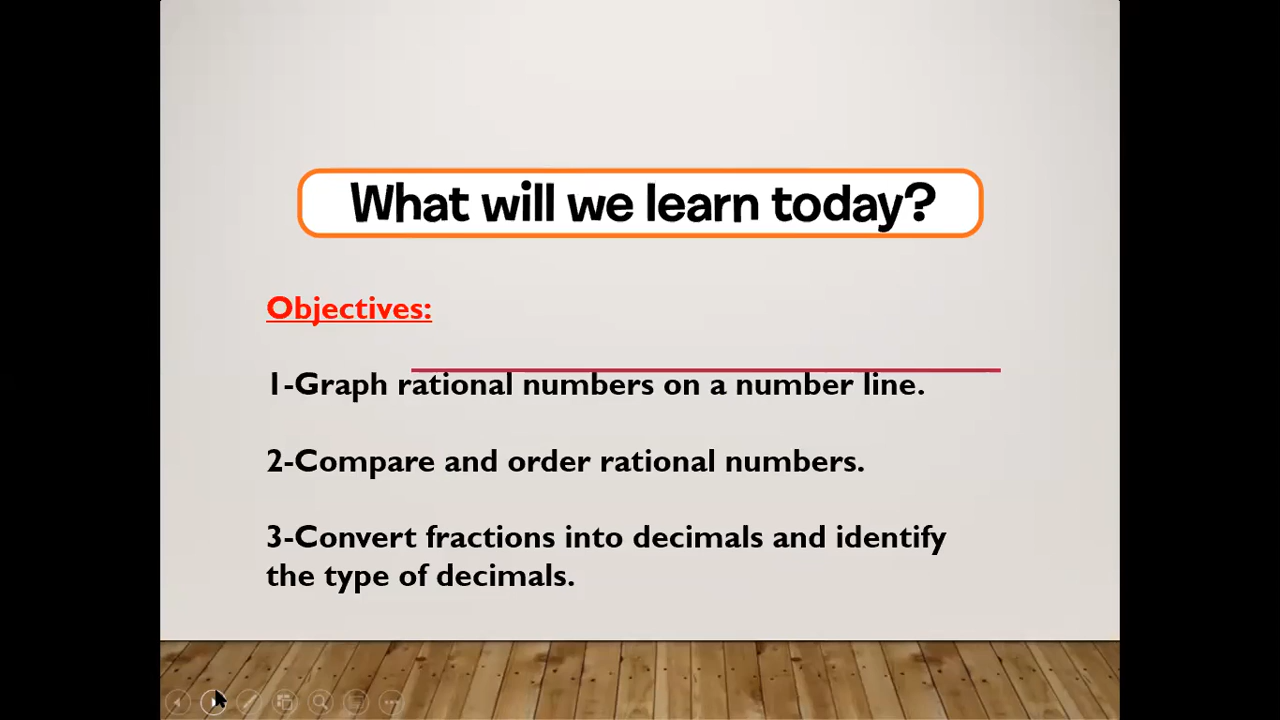 What will we learn today?
Objectives:
1-Graph rational numbers on a number line.
2-Compare and order rational numbers.
3-Convert fractions into decimals and identify
the type of decimals.